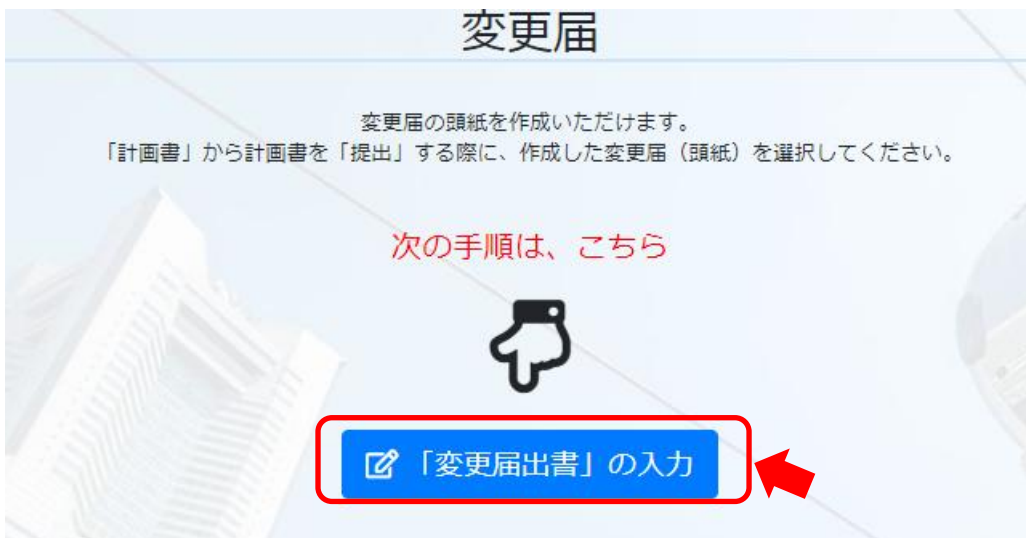 変更届
変更届の頭紙を作成いただけます。
「計画書」から計画書を「提出」する際に、作成した変更届（頭紙）を選択してください。
次の手順は、こちら
「変更届出書」の入力